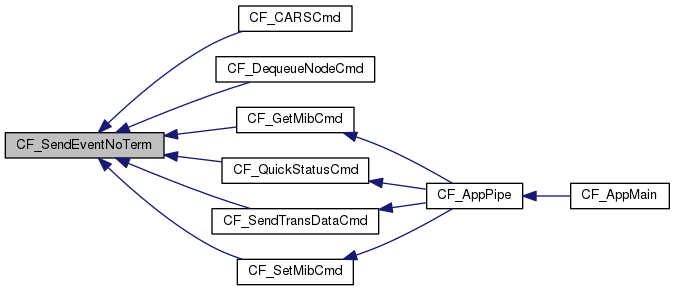 CF_CARSCmd
CF_DequeueNodeCmd
CF_GetMibCmd
CF_SendEventNoTerm
CF_QuickStatusCmd
CF_AppPipe
CF_AppMain
CF_SendTransDataCmd
CF_SetMibCmd